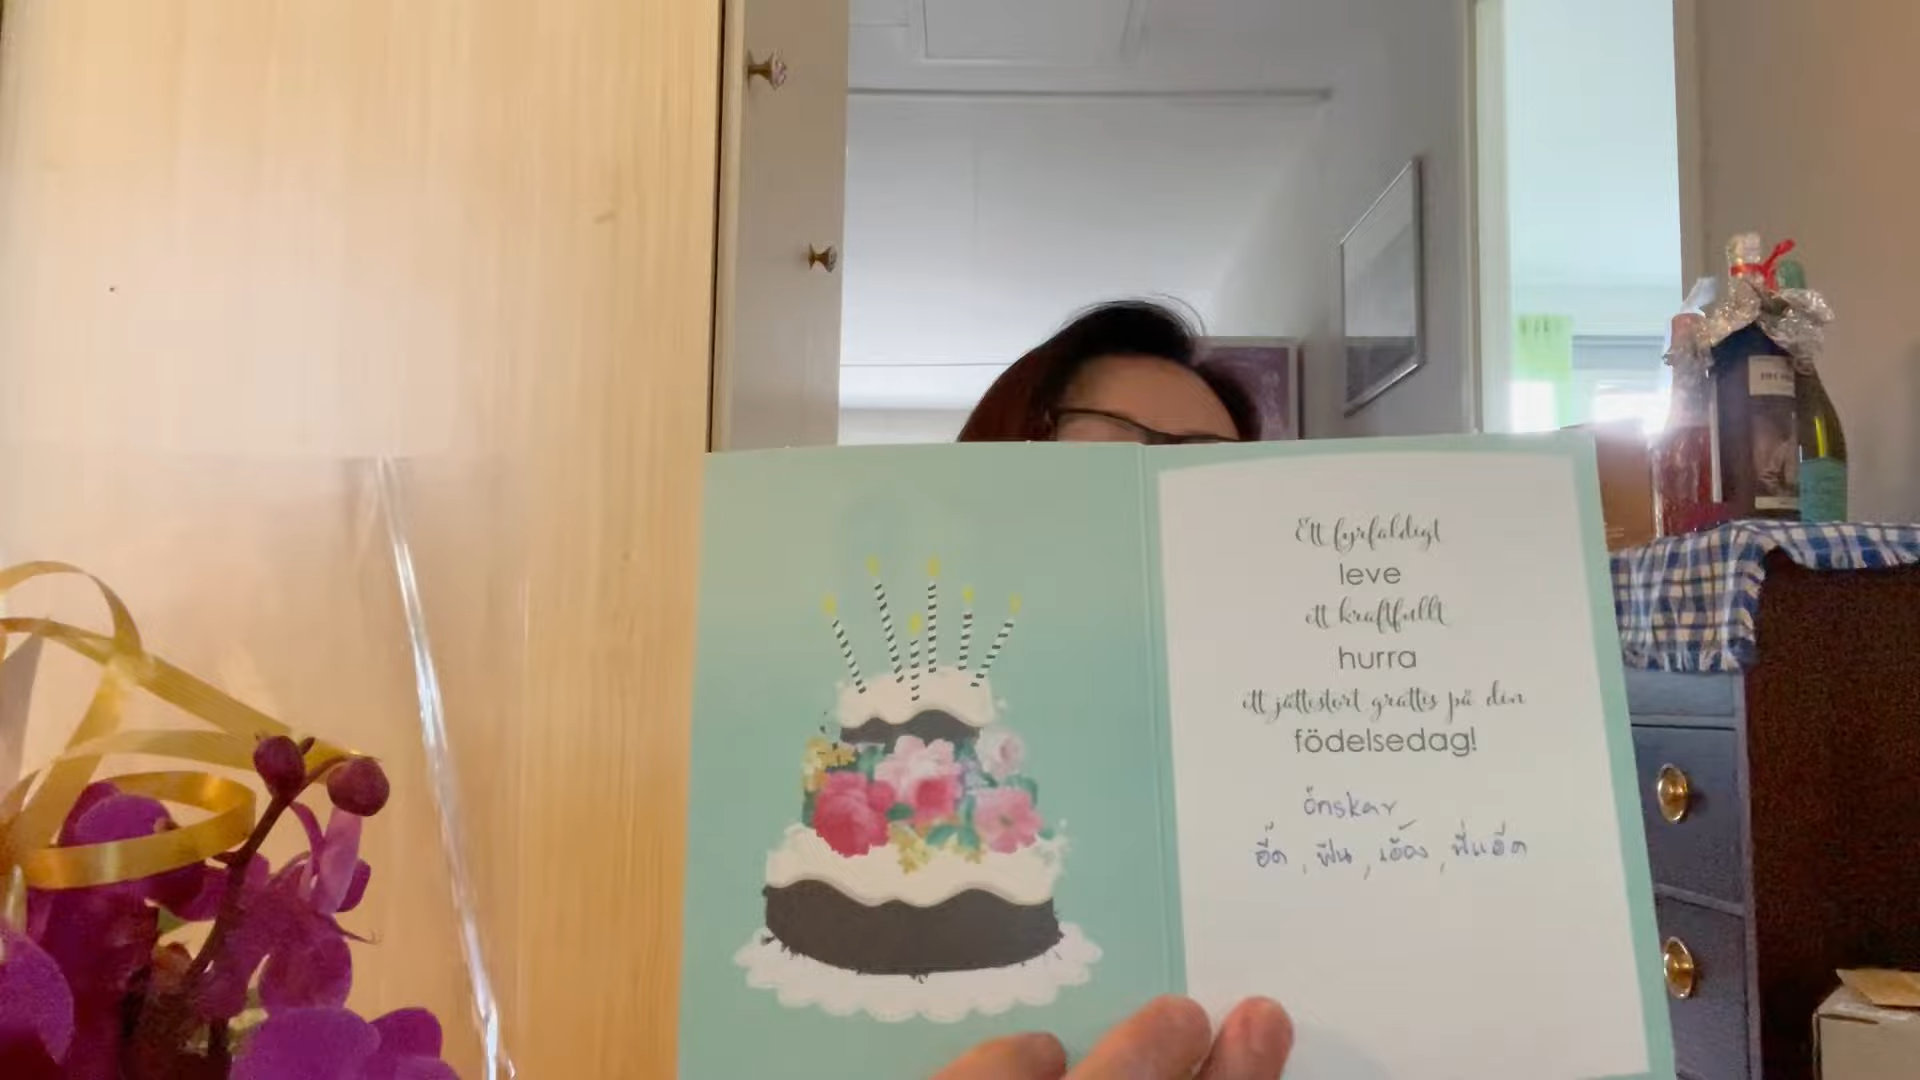 Ett fyrfaldigt
leve
ett kraftfullt
hurra
ett jättestort grattis på din
födelsedag!
önskar
อี๊ด, ฟิน, เอ๋อ, พี่แอ๊ด